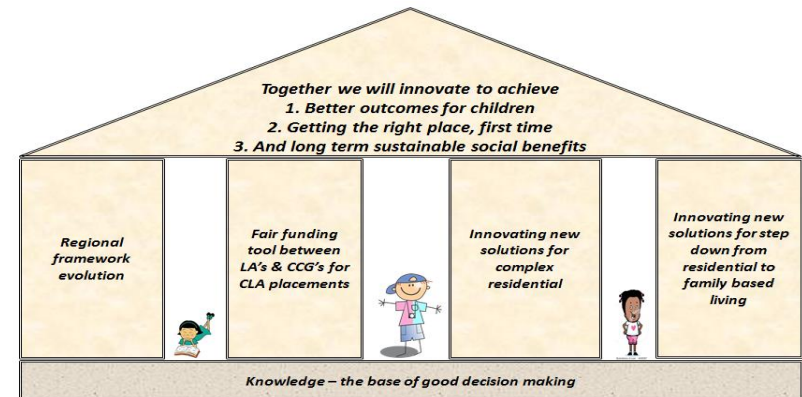 Together we will innovate to achieve
1. Better outcomes for children
2. Getting the right place, first time
3. And long term sustainable social benefits
Regional
framework
evolution
Fair funding
tool between
LA's & CCG's for
CLA placements
Innovating new
solutions for
complex
residential
Innovating new
solutions for step
down from
residential to
family based
living
Knowledge – the base of good decision making